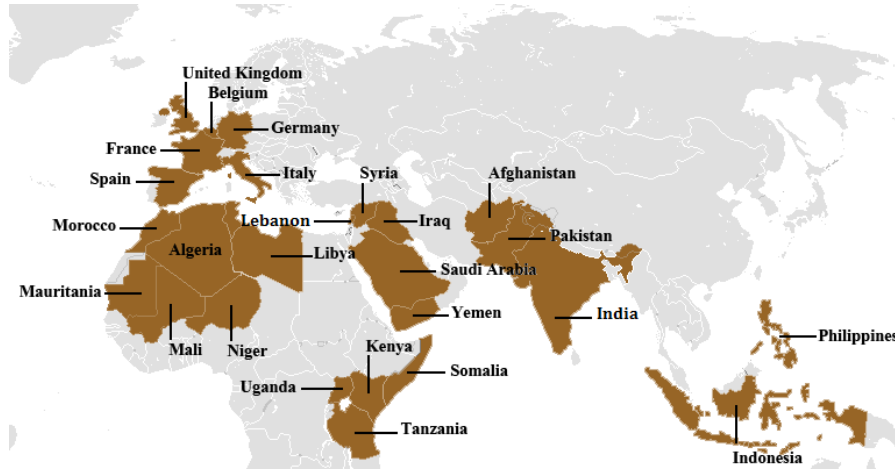 United Kingdom
Belgium
Germany
France
Italy
Spain
Syria
Afghanistan
Morocco
Lebanon
Iraq
Pakistan
Algeria
Libya
Saudi Arabia
Mauritania
Yemen
India
Philippines
Mali
Niger
Kenya
Somalia
Uganda
Tanzania
Indonesia